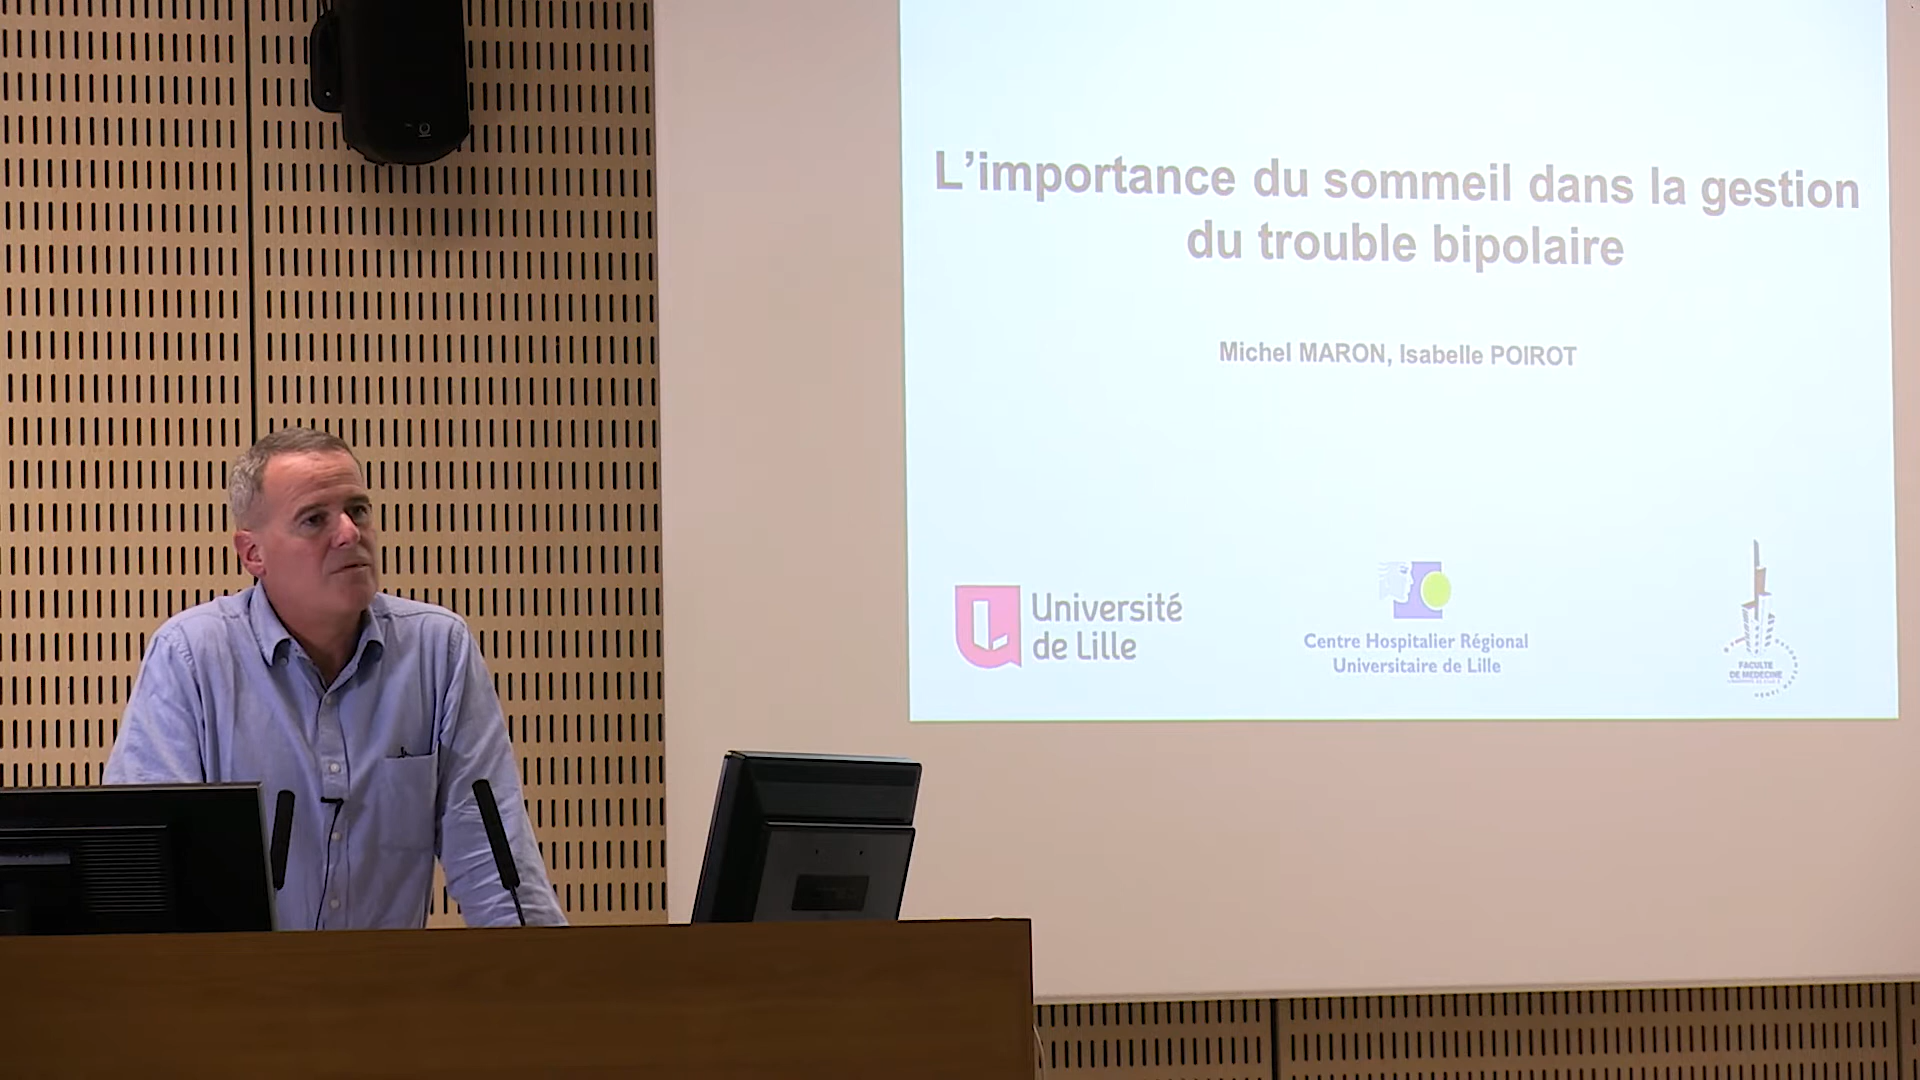 L'importance du sommeil dans la gestion
du trouble bipolaire
Michel MARON, Isabelle POIROT
Université
de Lille
Centre Hospitalier Régional
Universitaire de Lille
FACULTE
DE MEDECINE